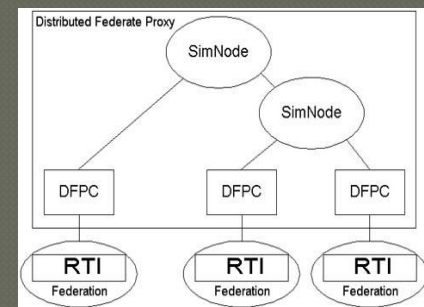 Distributed Federate Proxy
SimNode
SimNode
DFPC
DFPC
DFPC
RTI
RTI
RTI
Federation
Federation
Federation